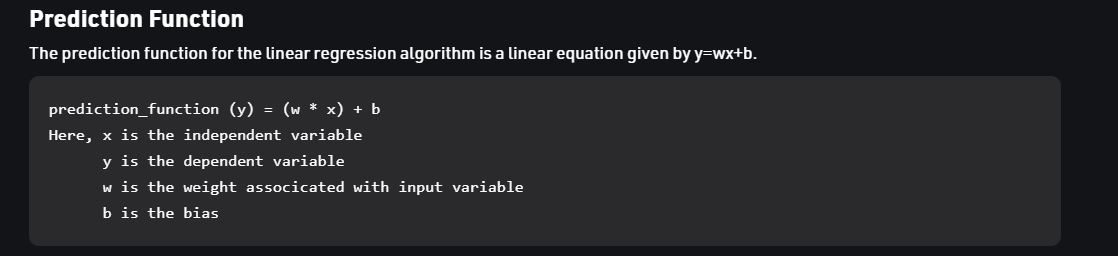 Prediction Function
The prediction function for the linear regression algorithm is a linear equation given by y=wx+b.
prediction_function (y) = (w * x) + b
Here, x is the independent variable
y is the dependent variable
w is the weight associcated with input variable
b is the bias